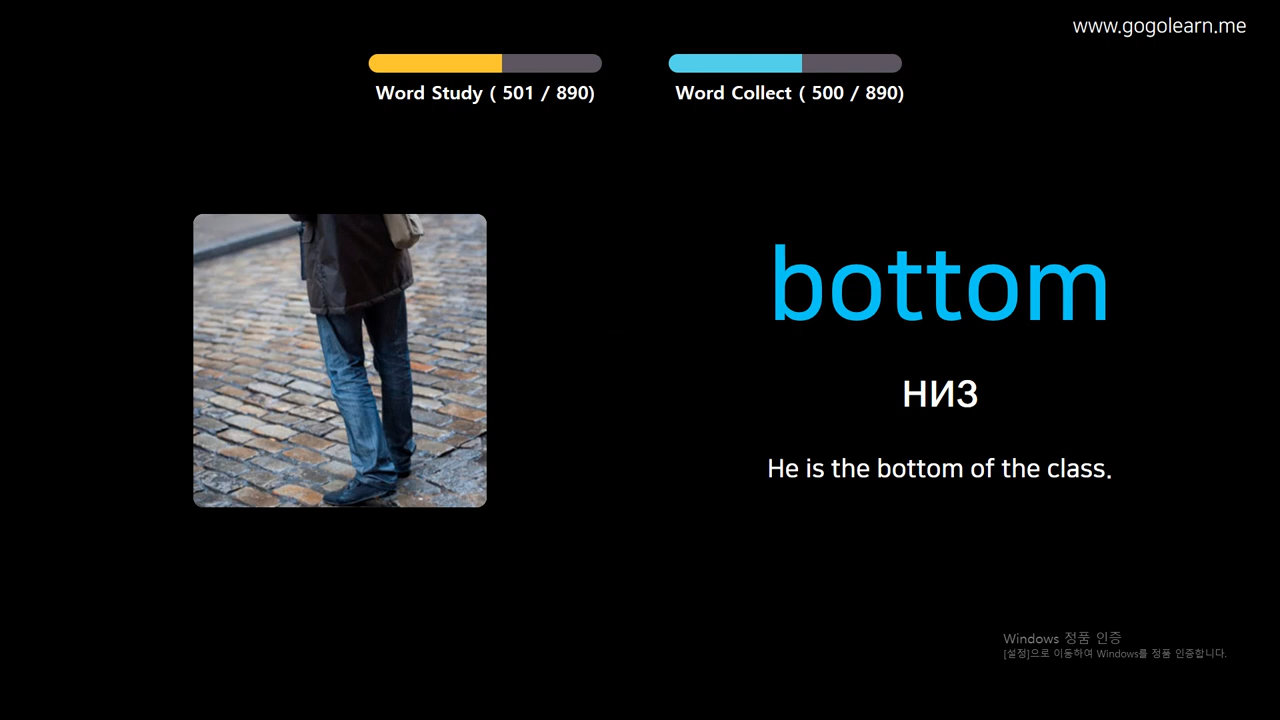 www.gogolearn.me
Word Study ( 501 / 890)
Word Collect ( 500 / 890)
bottom
низ
He is the bottom of the class.
Windows 정품 인증
[설정]으로 이동하여 Windows를 정품 인증합니다.